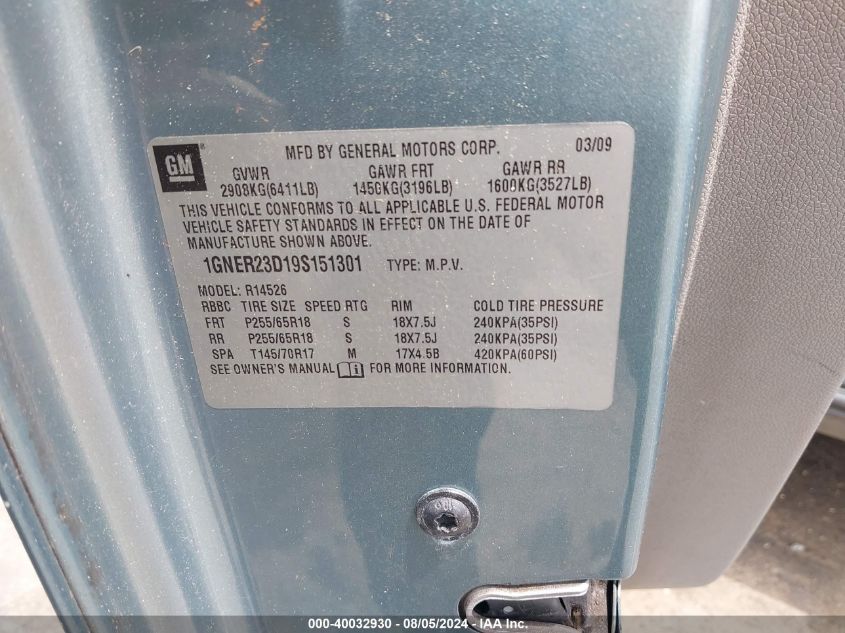 GM
MFD BY GENERAL MOTORS CORP. 03/09
GVWR GAWR FRT GAWR RR
2908KG(6411LB) 1450KG(3196LB) 1600KG(3527LB)
THIS VEHICLE CONFORMS TO ALL APPLICABLE U.S. FEDERAL MOTOR
VEHICLE SAFETY STANDARDS IN EFFECT ON THE DATE OF
MANUFACTURE SHOWN ABOVE.
1GNER23D19S151301 TYPE: M.P.V.
MODEL: R14526
RBBC TIRE SIZE SPEED RTG RIM COLD TIRE PRESSURE
FRT P255/65R18 S 18X7.5J 240KPA(35PSI)
RR P255/65R18 S 18X7.5J 240KPA(35PSI)
SPA T145/70R17 M 17X4.5B 420KPA(60PSI)
SEE OWNER'S MANUAL FOR MORE INFORMATION.
000-40032930 - 08/05/2024 - IAA Inc.